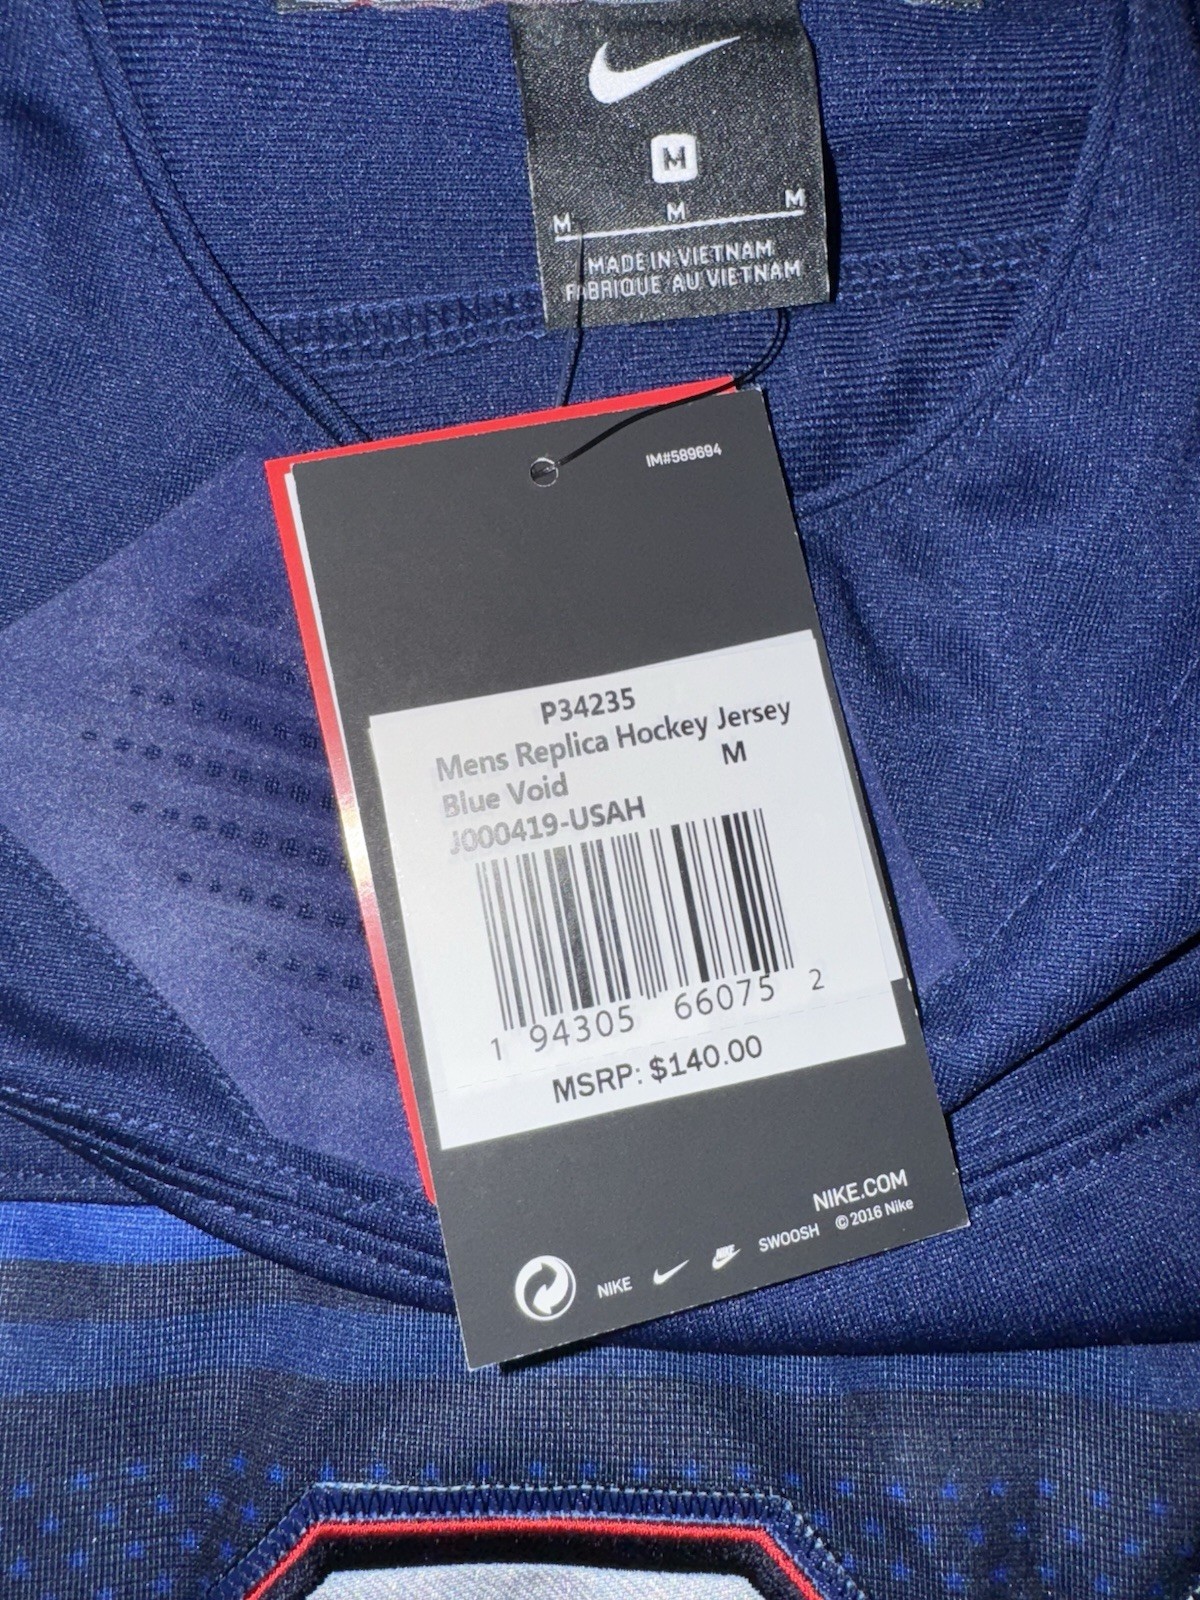 M
M M M
MADE IN VIETNAM
FABRIQUE AU VIETNAM
IM#589694
P34235
Mens Replica Hockey Jersey
Blue Void M
J000419-USAH
1 94305 66075 2
MSRP: $140.00
NIKE.COM
NIKE SWOOSH © 2016 Nike